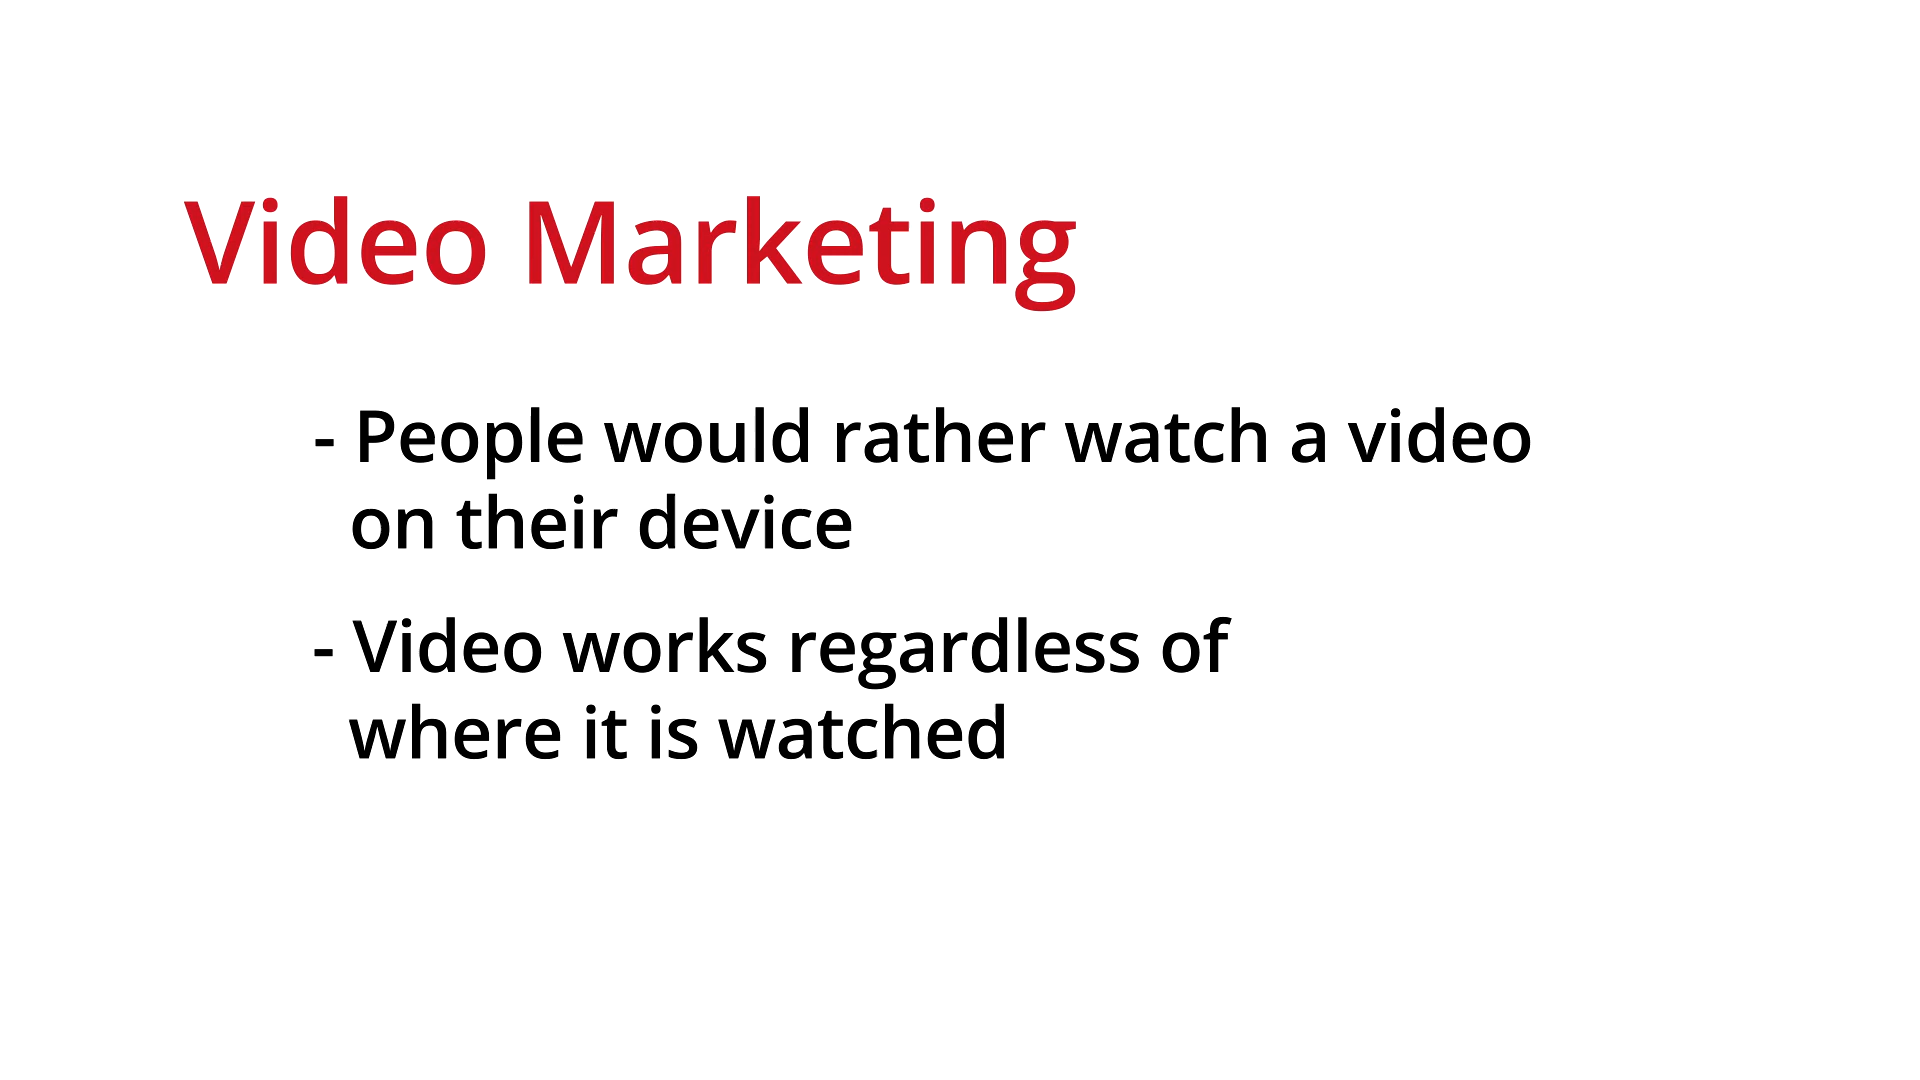 Video Marketing
- People would rather watch a video
on their device
- Video works regardless of
where it is watched